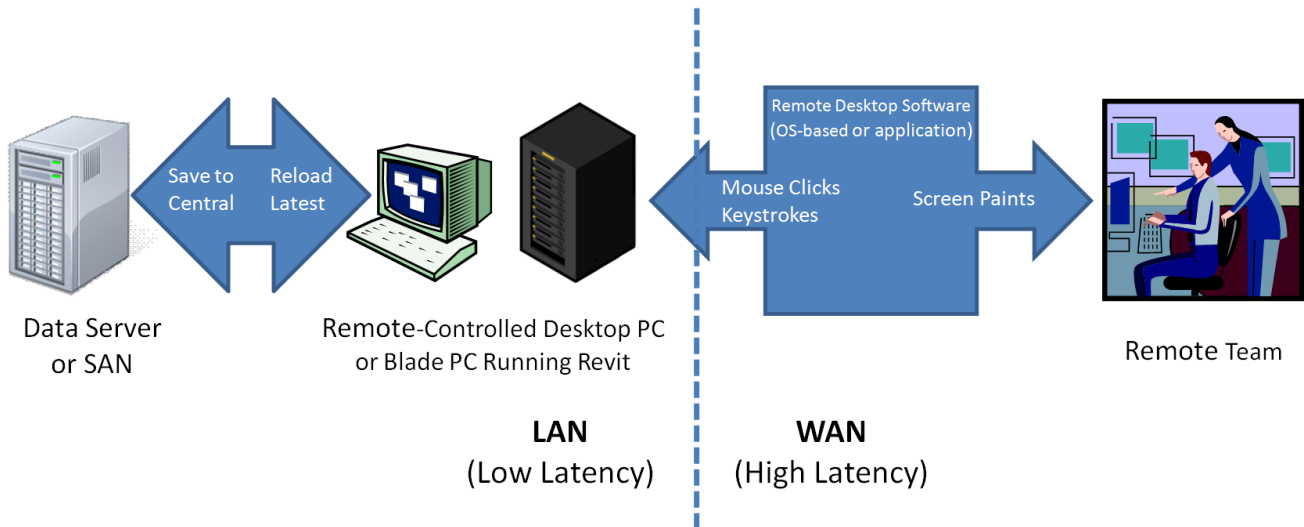 Remote Desktop Software
(OS-based or application)
Save to
Central
Reload
Latest
Mouse Clicks
Keystrokes
Screen Paints
Data Server
or SAN
Remote-Controlled Desktop PC
or Blade PC Running Revit
Remote Team
LAN
(Low Latency)
WAN
(High Latency)